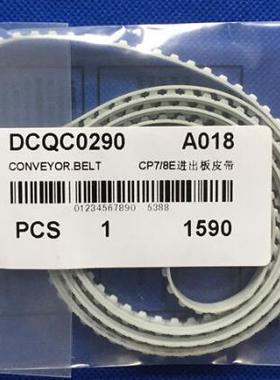 DCQC0290 A018
CONVEYOR.BELT CP7/8E进出板皮带
01234567890 5388
PCS 1 1590